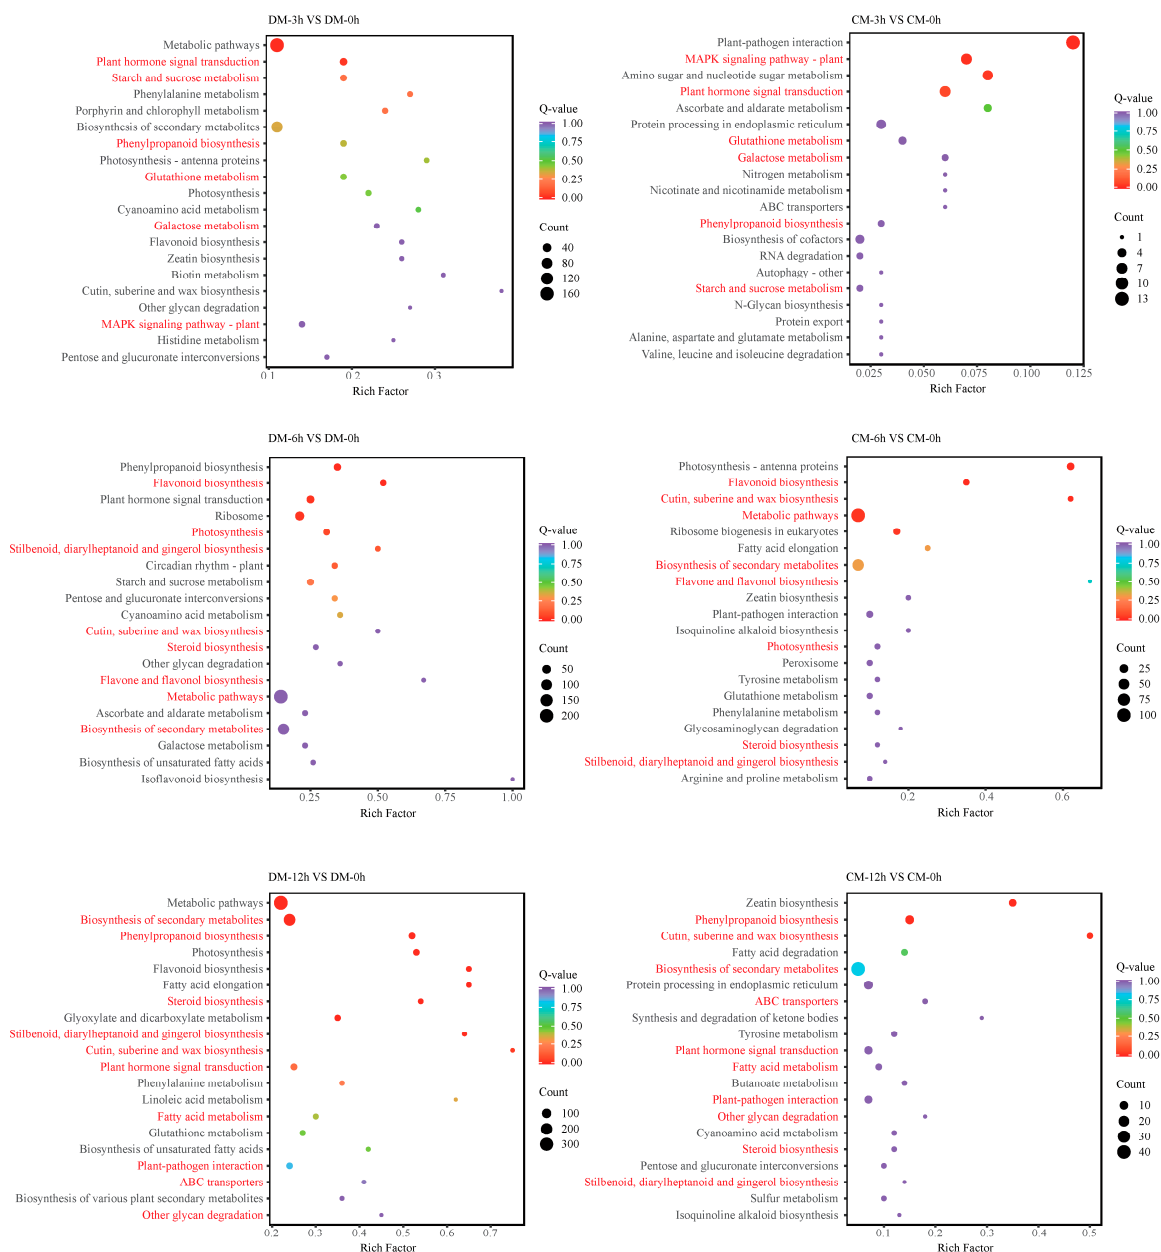 DM-3h VS DM-0h
Metabolic pathways
Plant hormone signal transduction
Starch and sucrose metabolism
Phenylalanine metabolism
Porphyrin and chlorophyll metabolism
Biosynthesis of secondary metabolites
Phenylpropanoid biosynthesis
Photosynthesis - antenna proteins
Glutathione metabolism
Photosynthesis
Cyanoamino acid metabolism
Galactose metabolism
Flavonoid biosynthesis
Zeatin biosynthesis
Biotin metabolism
Cutin, suberine and wax biosynthesis
Other glycan degradation
MAPK signaling pathway - plant
Histidine metabolism
Pentose and glucuronate interconversions
0.1 0.2 0.3
Rich Factor
Q-value
1.00
0.75
0.50
0.25
0.00
Count
40
80
120
160
CM-3h VS CM-0h
Plant-pathogen interaction
MAPK signaling pathway - plant
Amino sugar and nucleotide sugar metabolism
Plant hormone signal transduction
Ascorbate and aldarate metabolism
Protein processing in endoplasmic reticulum
Glutathione metabolism
Galactose metabolism
Nitrogen metabolism
Nicotinate and nicotinamide metabolism
ABC transporters
Phenylpropanoid biosynthesis
Biosynthesis of cofactors
RNA degradation
Autophagy - other
Starch and sucrose metabolism
N-Glycan biosynthesis
Protein export
Alanine, aspartate and glutamate metabolism
Valine, leucine and isoleucine degradation
0.025 0.050 0.075 0.100 0.125
Rich Factor
Q-value
1.00
0.75
0.50
0.25
0.00
Count
1
4
7
10
13
DM-6h VS DM-0h
Phenylpropanoid biosynthesis
Flavonoid biosynthesis
Plant hormone signal transduction
Ribosome
Photosynthesis
Stilbenoid, diarylheptanoid and gingerol biosynthesis
Circadian rhythm - plant
Starch and sucrose metabolism
Pentose and glucuronate interconversions
Cyanoamino acid metabolism
Cutin, suberine and wax biosynthesis
Steroid biosynthesis
Other glycan degradation
Flavone and flavonol biosynthesis
Metabolic pathways
Ascorbate and aldarate metabolism
Biosynthesis of secondary metabolites
Galactose metabolism
Biosynthesis of unsaturated fatty acids
Isoflavonoid biosynthesis
0.25 0.50 0.75 1.00
Rich Factor
Q-value
1.00
0.75
0.50
0.25
0.00
Count
50
100
150
200
CM-6h VS CM-0h
Photosynthesis - antenna proteins
Flavonoid biosynthesis
Cutin, suberine and wax biosynthesis
Metabolic pathways
Ribosome biogenesis in eukaryotes
Fatty acid elongation
Biosynthesis of secondary metabolites
Flavone and flavonol biosynthesis
Zeatin biosynthesis
Plant-pathogen interaction
Isoquinoline alkaloid biosynthesis
Photosynthesis
Peroxisome
Tyrosine metabolism
Glutathione metabolism
Phenylalanine metabolism
Glycosaminoglycan degradation
Steroid biosynthesis
Stilbenoid, diarylheptanoid and gingerol biosynthesis
Arginine and proline metabolism
0.2 0.4 0.6
Rich Factor
Q-value
1.00
0.75
0.50
0.25
0.00
Count
25
50
75
100
DM-12h VS DM-0h
Metabolic pathways
Biosynthesis of secondary metabolites
Phenylpropanoid biosynthesis
Photosynthesis
Flavonoid biosynthesis
Fatty acid elongation
Steroid biosynthesis
Glyoxylate and dicarboxylate metabolism
Stilbenoid, diarylheptanoid and gingerol biosynthesis
Cutin, suberine and wax biosynthesis
Plant hormone signal transduction
Phenylalanine metabolism
Linoleic acid metabolism
Fatty acid metabolism
Glutathione metabolism
Biosynthesis of unsaturated fatty acids
Plant-pathogen interaction
ABC transporters
Biosynthesis of various plant secondary metabolites
Other glycan degradation
0.2 0.3 0.4 0.5 0.6 0.7
Rich Factor
Q-value
1.00
0.75
0.50
0.25
0.00
Count
100
200
300
CM-12h VS CM-0h
Zeatin biosynthesis
Phenylpropanoid biosynthesis
Cutin, suberine and wax biosynthesis
Fatty acid degradation
Biosynthesis of secondary metabolites
Protein processing in endoplasmic reticulum
ABC transporters
Synthesis and degradation of ketone bodies
Tyrosine metabolism
Plant hormone signal transduction
Fatty acid metabolism
Butanoate metabolism
Plant-pathogen interaction
Other glycan degradation
Cyanoamino acid metabolism
Steroid biosynthesis
Pentose and glucuronate interconversions
Stilbenoid, diarylheptanoid and gingerol biosynthesis
Sulfur metabolism
Isoquinoline alkaloid biosynthesis
0.1 0.2 0.3 0.4 0.5
Rich Factor
Q-value
1.00
0.75
0.50
0.25
0.00
Count
10
20
30
40